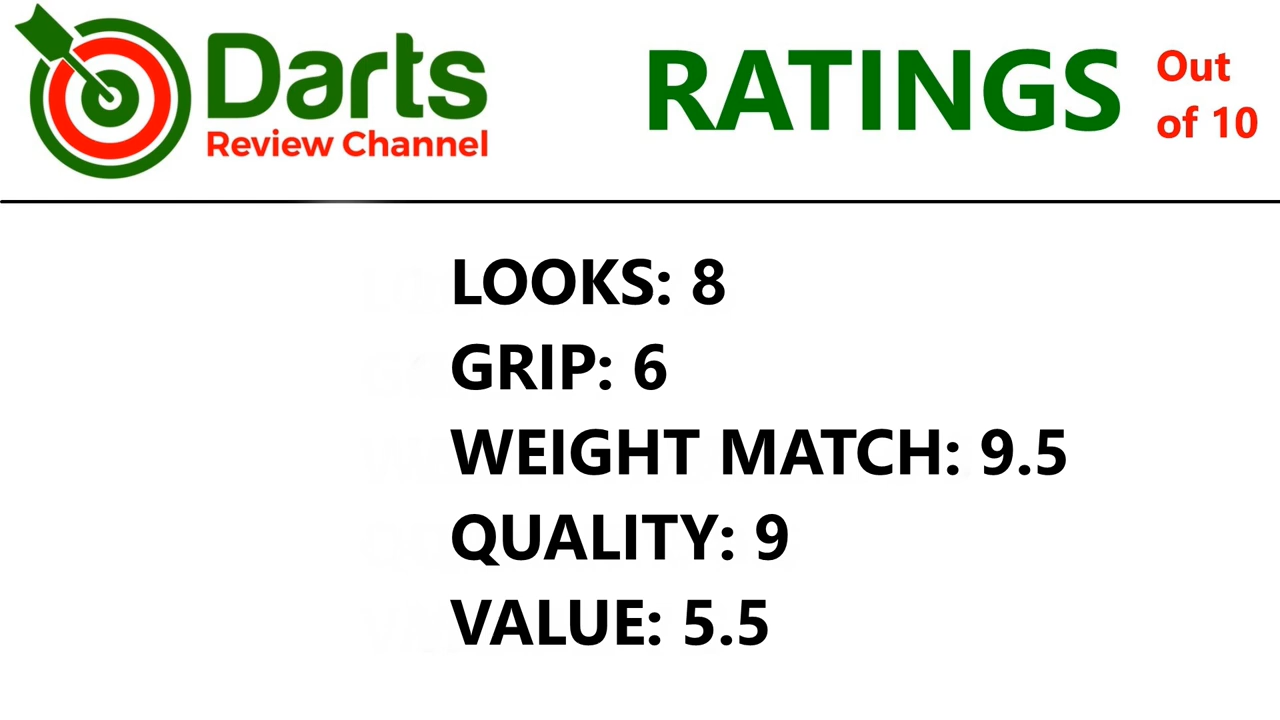 Darts
Review Channel
RATINGS
Out
of 10
LOOKS: 8
GRIP: 6
WEIGHT MATCH: 9.5
QUALITY: 9
VALUE: 5.5